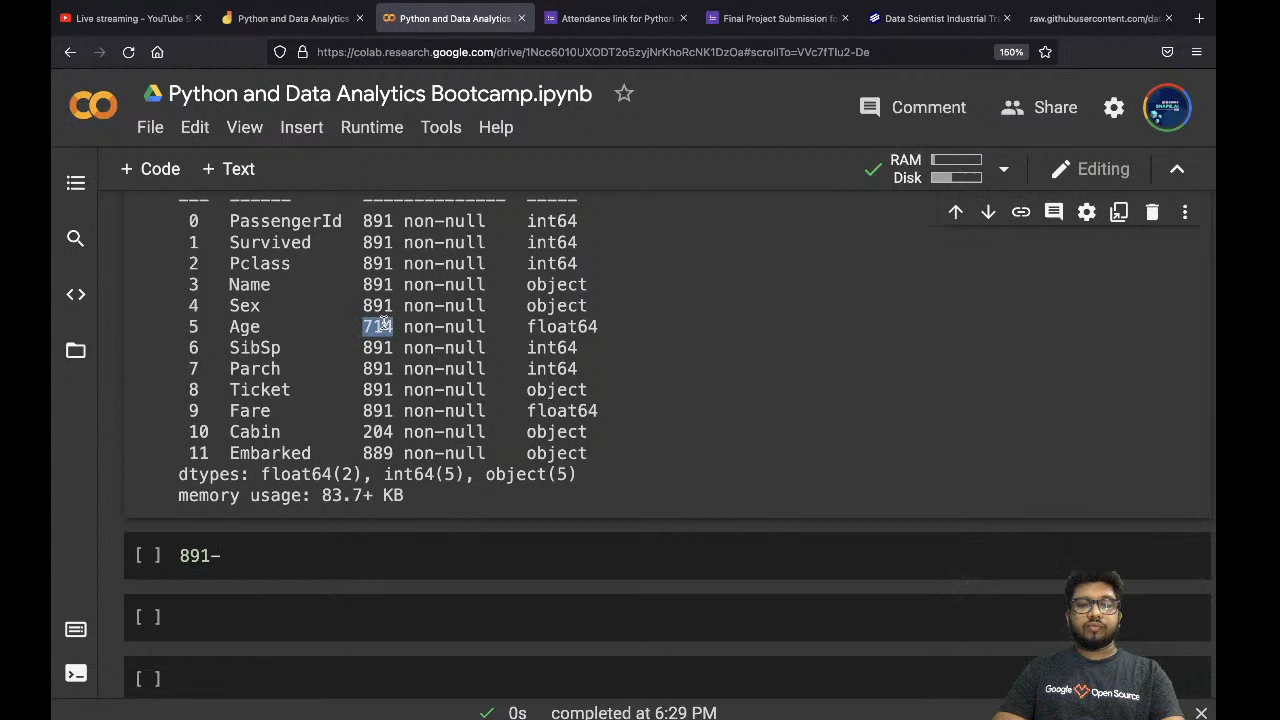 Live streaming - YouTube S
Python and Data Analytics
Python and Data Analytics B
Attendance link for Python
Final Project Submission fo
Data Scientist Industrial Tra
raw.githubusercontent.com/dat
https://colab.research.google.com/drive/1Ncc6010UXODT2o5zyjNrKhoRcNK1DzOa#scrollTo=VVc7fTIu2-De
150%
Python and Data Analytics Bootcamp.ipynb
Comment
Share
File Edit View Insert Runtime Tools Help
+ Code + Text
RAM
Disk
Editing
--- ------ -------------- -----
0 PassengerId 891 non-null int64
1 Survived 891 non-null int64
2 Pclass 891 non-null int64
3 Name 891 non-null object
4 Sex 891 non-null object
5 Age 714 non-null float64
6 SibSp 891 non-null int64
7 Parch 891 non-null int64
8 Ticket 891 non-null object
9 Fare 891 non-null float64
10 Cabin 204 non-null object
11 Embarked 889 non-null object
dtypes: float64(2), int64(5), object(5)
memory usage: 83.7+ KB
[ ] 891-
[ ]
[ ]
Google Open Source
0s completed at 6:29 PM